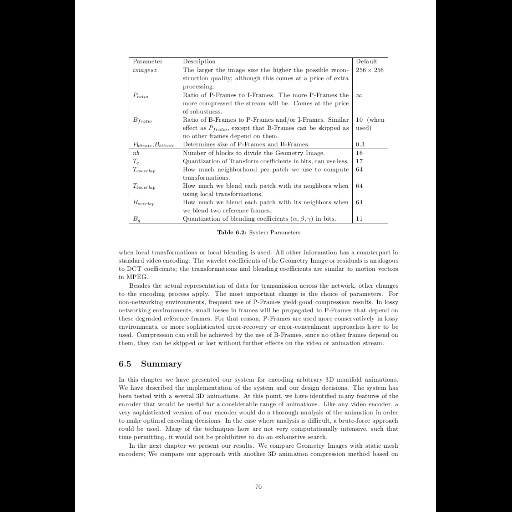 Parameter Description Default
imagesz The larger the image size the higher the possible recon- 256 × 256
struction quality; although this comes at a price of extra
processing.
Ratio of P-Frames to I-Frames. The more P-Frames the ∞
more compressed the stream will be. Comes at the price
of robustness.
Ratio of B-Frames to P-Frames and/or I-Frames. Similar 10 (when
effect as, except that B-Frames can be skipped as used)
no other frames depend on them.
Determines size of P-Frames and B-Frames. 0.3
nb Number of blocks to divide the Geometry Image. 16
Quantization of Transform coefficients in bits, can use less. 17
How much neighborhood per patch we use to compute 64
transformations.
How much we blend each patch with its neighbors when 64
using local transformations.
How much we blend each patch with its neighbors when 64
we blend two reference frames.
Quantization of blending coefficients (α, β, γ) in bits. 11
Table 6.2: System Parameters
when local transformations or local blending is used. All other information has a counterpart in
standard video encoding: The wavelet coefficients of the Geometry Image or residuals is analogous
to DCT coefficients; the transformations and blending coefficients are similar to motion vectors
in MPEG.
Besides the actual representation of data for transmission across the network, other changes
to the encoding process apply. The most important change is the choice of parameters. For
non-networking environments, frequent use of P-Frames yield good compression results. In lossy
networking environments, small losses in frames will be propagated to P-Frames that depend on
these degraded reference frames. For that reason, P-Frames are used more conservatively in lossy
environments, or more sophisticated error-recovery or error-concealment approaches have to be
used. Compression can still be achieved by the use of B-Frames, since no other frames depend on
them, they can be skipped or lost without further effects on the video or animation stream.
6.5 Summary
In this chapter we have presented our system for encoding arbitrary 3D manifold animations.
We have described the implementation of the system and our design decisions. The system has
been tested with a several 3D animations. At this point, we have identified many features of the
encoder that would be useful for a considerable range of animations. Like any video encoder, a
very sophisticated version of our encoder would do a thorough analysis of the animation in order
to make optimal encoding decisions. In the case where analysis is difficult, a brute-force approach
could be used. Many of the techniques here are not very computationally intensive, such that
time permitting, it would not be prohibitive to do an exhaustive search.
In the next chapter we present our results. We compare Geometry Images with static mesh
encoders; We compare our approach with another 3D animation compression method based on
70